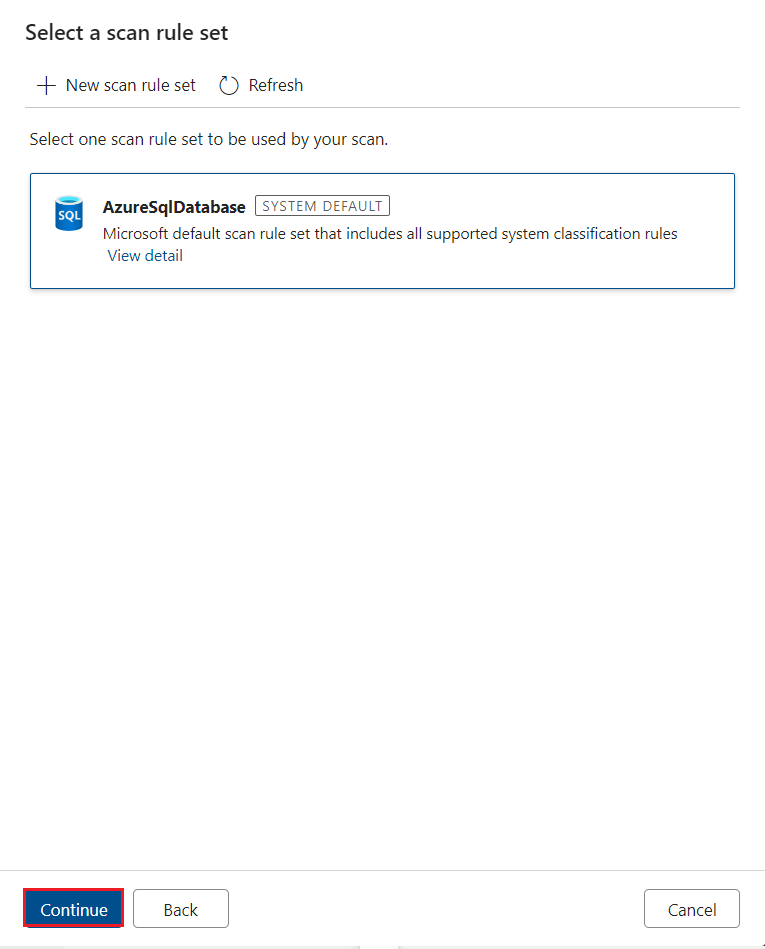 Select a scan rule set
New scan rule set Refresh
Select one scan rule set to be used by your scan.
SQL AzureSqlDatabase SYSTEM DEFAULT
Microsoft default scan rule set that includes all supported system classification rules
View detail
Continue Back Cancel